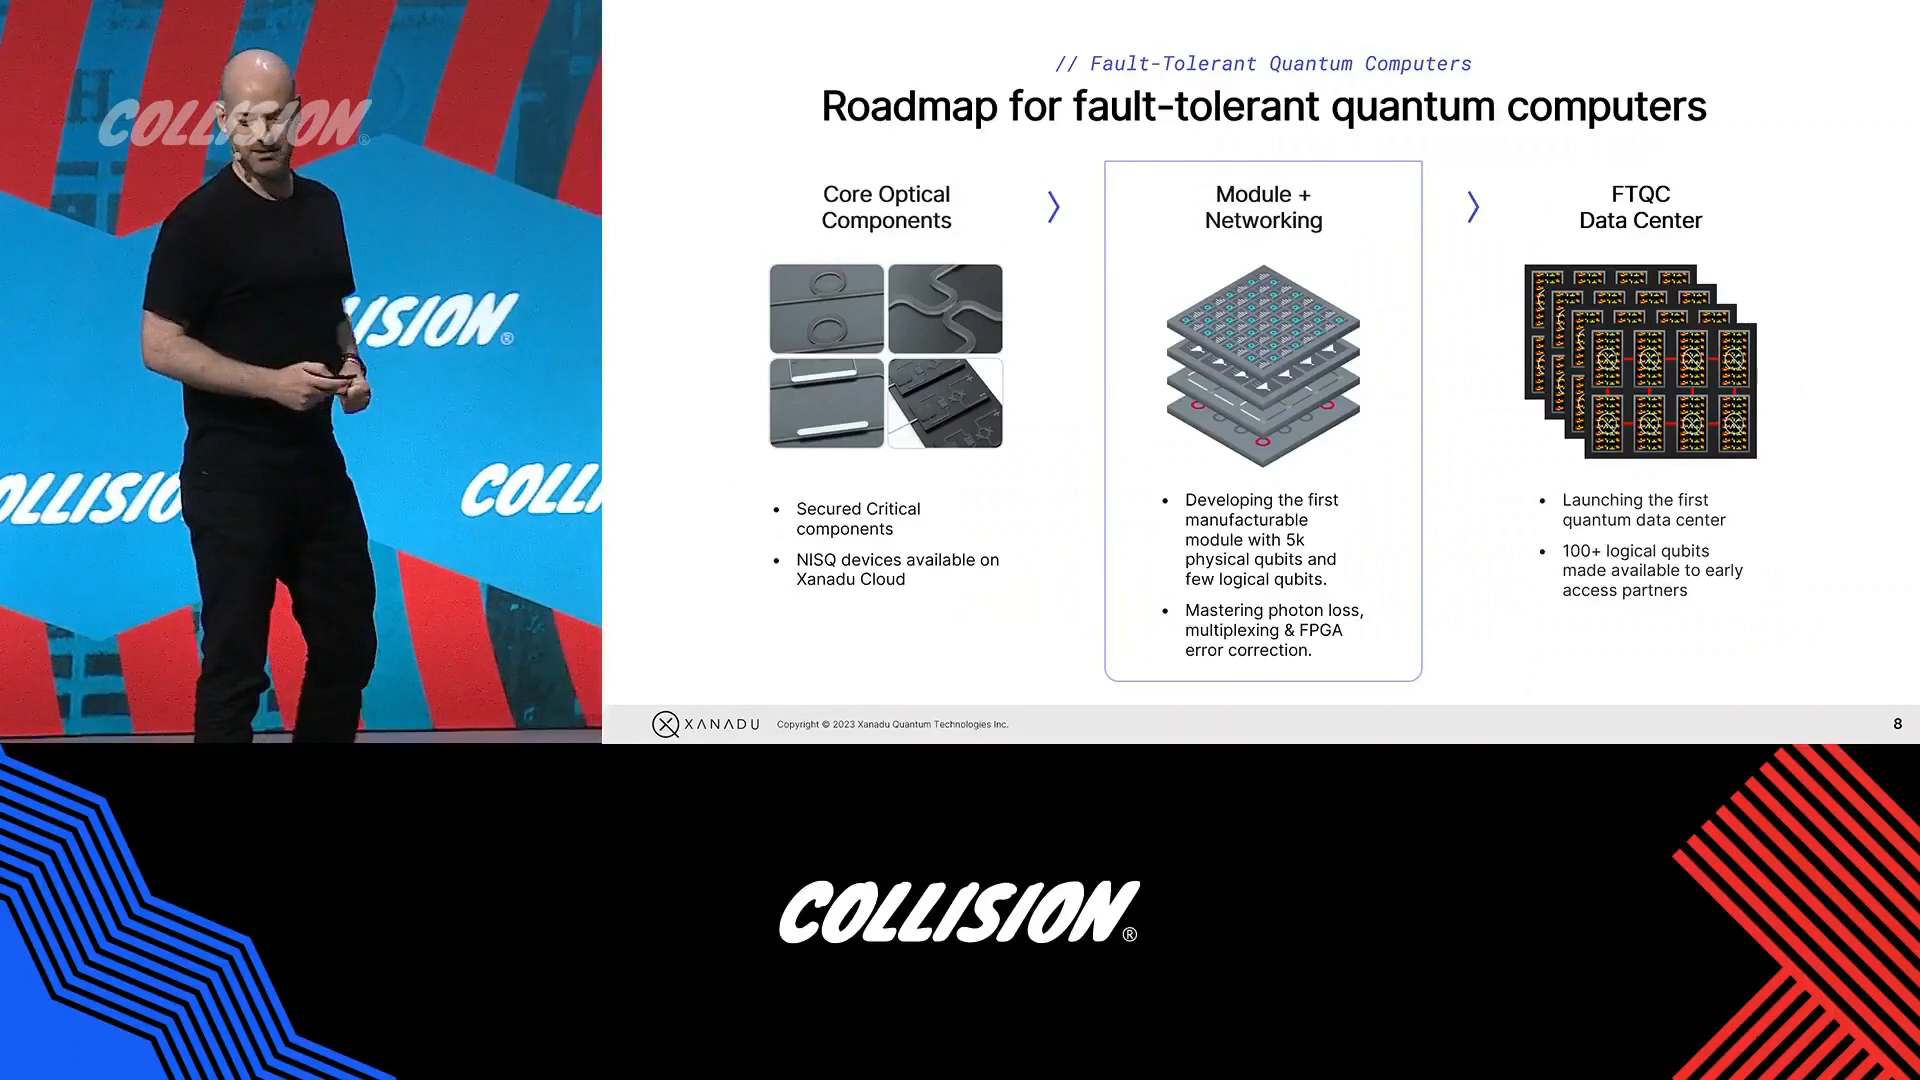 COLLISION®
LISION®
OLLISIO
COLLI
// Fault-Tolerant Quantum Computers
Roadmap for fault-tolerant quantum computers
Core Optical
Components
Secured Critical
components
NISQ devices available on
Xanadu Cloud
Module +
Networking
Developing the first
manufacturable
module with 5k
physical qubits and
few logical qubits.
Mastering photon loss,
multiplexing & FPGA
error correction.
FTQC
Data Center
Launching the first
quantum data center
100+ logical qubits
made available to early
access partners
XANADU
Copyright © 2023 Xanadu Quantum Technologies Inc.
8
COLLISION®